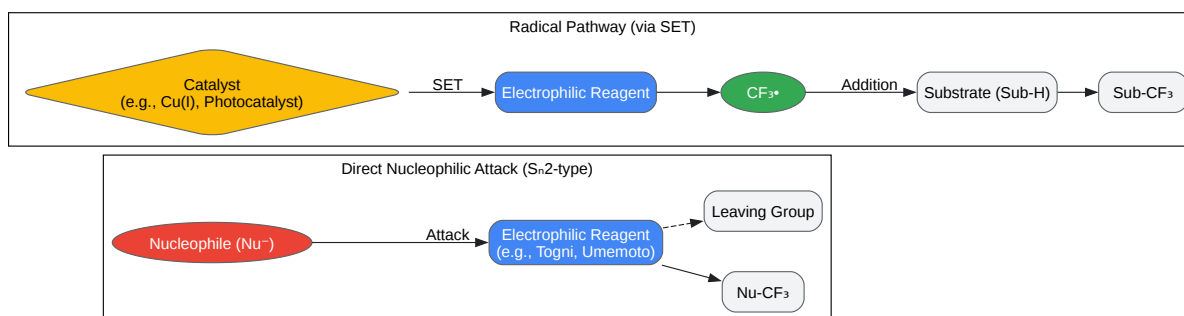 Radical Pathway (via SET)
Catalyst
(e.g., Cu(I), Photocatalyst)
SET
Electrophilic Reagent
CF₃•
Addition
Substrate (Sub-H)
Sub-CF₃
Direct Nucleophilic Attack (Sₙ2-type)
Nucleophile (Nu⁻)
Attack
Electrophilic Reagent
(e.g., Togni, Umemoto)
Leaving Group
Nu-CF₃